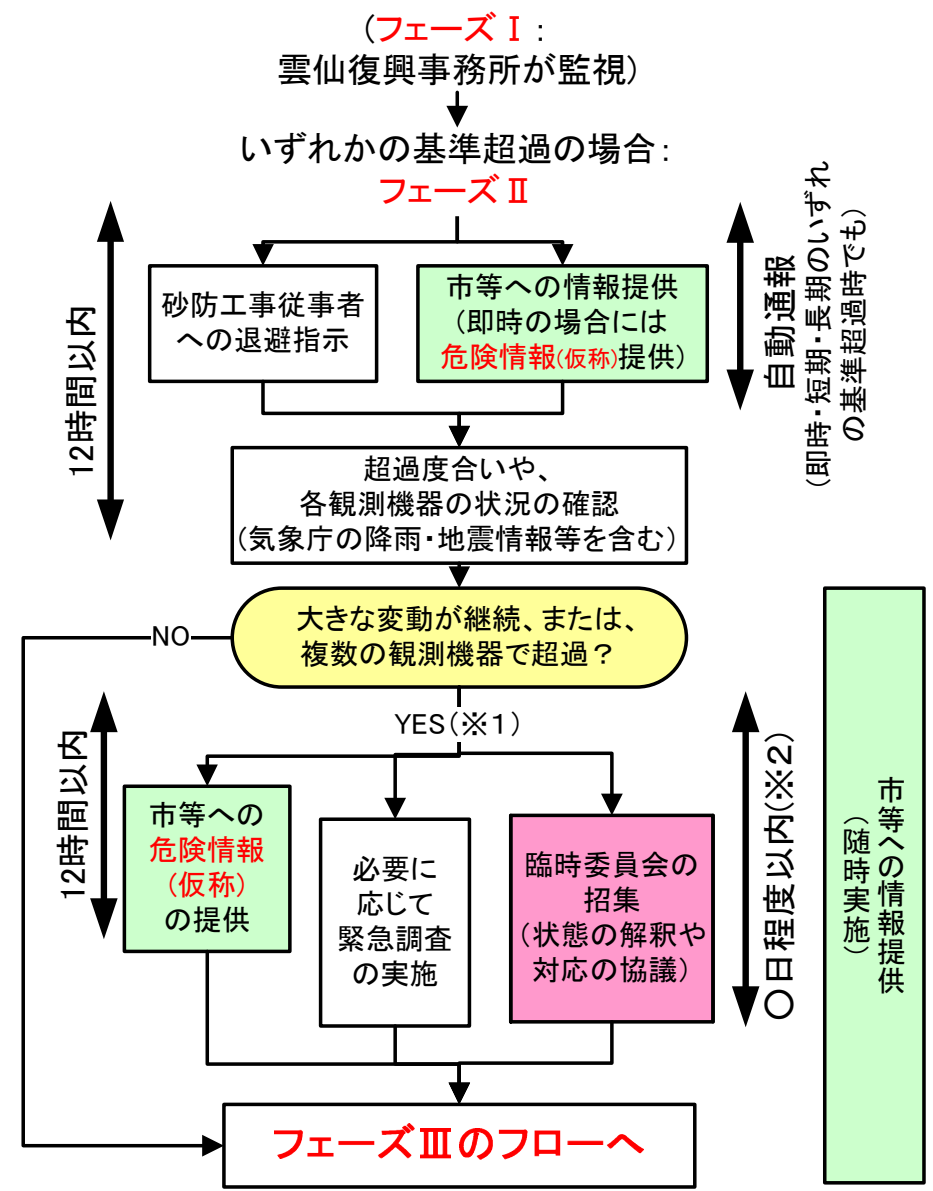 (フェーズⅠ：
雲仙復興事務所が監視)
いずれかの基準超過の場合：
フェーズⅡ
12時間以内
砂防工事従事者
への退避指示
市等への情報提供
(即時の場合には
危険情報(仮称)提供)
自動通報
(即時・短期・長期のいずれ
の基準超過時でも)
超過度合いや、
各観測機器の状況の確認
(気象庁の降雨・地震情報等を含む)
大きな変動が継続、または、
複数の観測機器で超過？
NO
YES(※1)
12時間以内
市等への
危険情報
(仮称)
の提供
必要に
応じて
緊急調査
の実施
臨時委員会の
招集
(状態の解釈や
対応の協議)
〇日程度以内(※2)
市等への情報提供
(随時実施)
フェーズⅢのフローへ